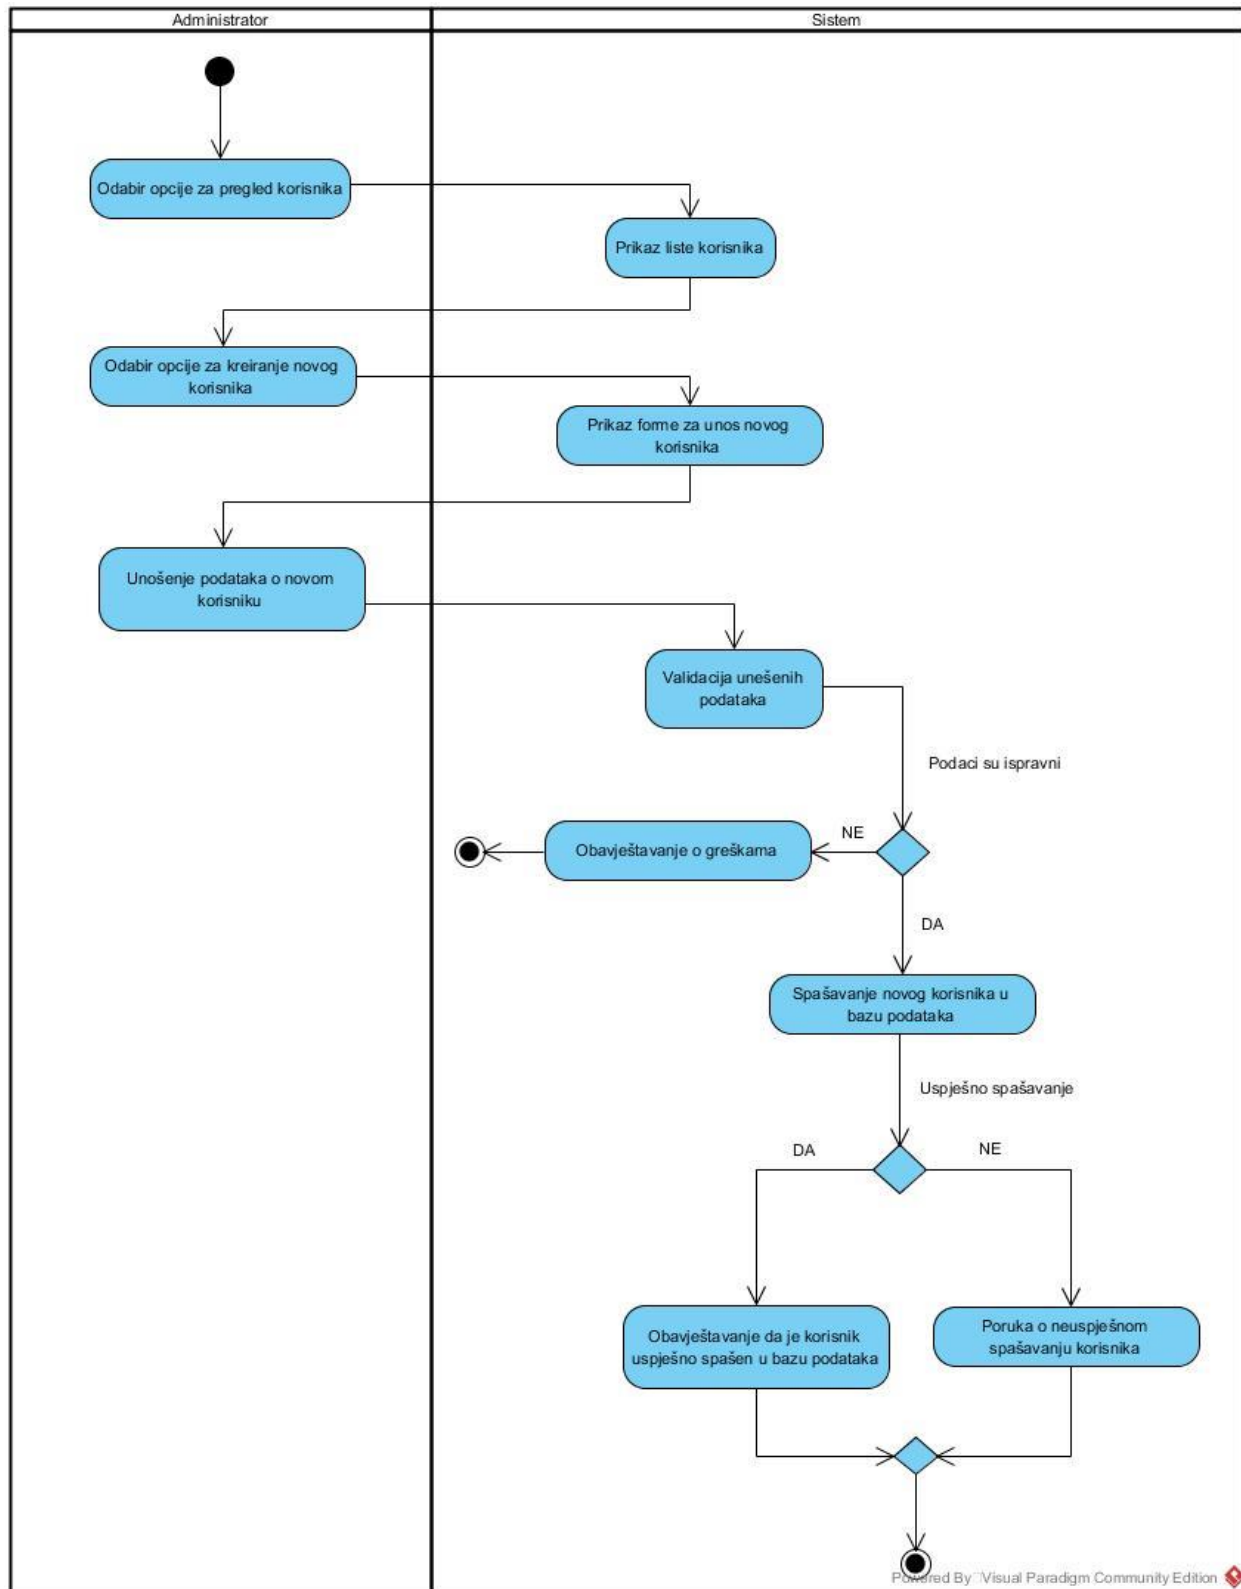 Administrator
Sistem
Odabir opcije za pregled korisnika
Prikaz liste korisnika
Odabir opcije za kreiranje novog
korisnika
Prikaz forme za unos novog
korisnika
Unošenje podataka o novom
korisniku
Validacija unešenih
podataka
Podaci su ispravni
NE
Obavještavanje o greškama
DA
Spašavanje novog korisnika u
bazu podataka
Uspješno spašavanje
DA
NE
Obavještavanje da je korisnik
uspješno spašen u bazu podataka
Poruka o neuspješnom
spašavanju korisnika
Powered By Visual Paradigm Community Edition